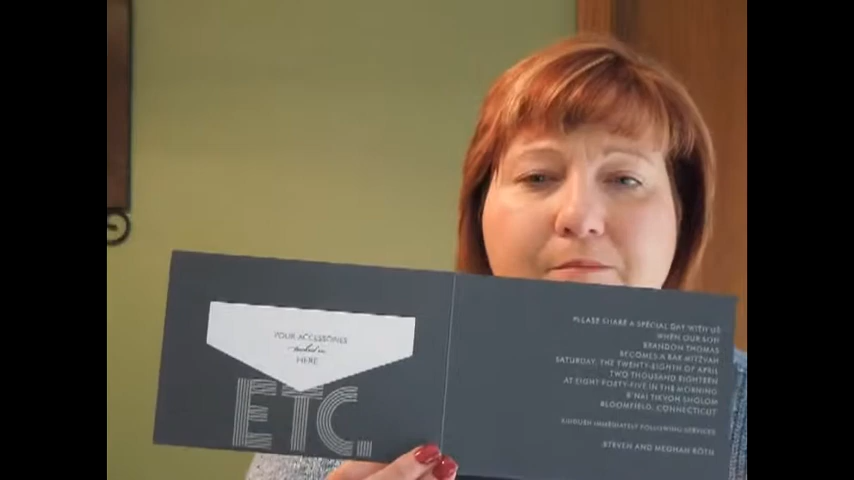 YOUR ACCESSORIES
tucked in
HERE
ETC.
PLEASE SHARE A SPECIAL DAY WITH US
WHEN OUR SON
BRANDON THOMAS
BECOMES A BAR MITZVAH
SATURDAY, THE TWENTY-EIGHTH OF APRIL
TWO THOUSAND EIGHTEEN
AT EIGHT FORTY-FIVE IN THE MORNING
B'NAI TIKVOH SHOLOM
BLOOMFIELD, CONNECTICUT
KIDDUSH IMMEDIATELY FOLLOWING SERVICES
STEVEN AND MEGHAN ROTH